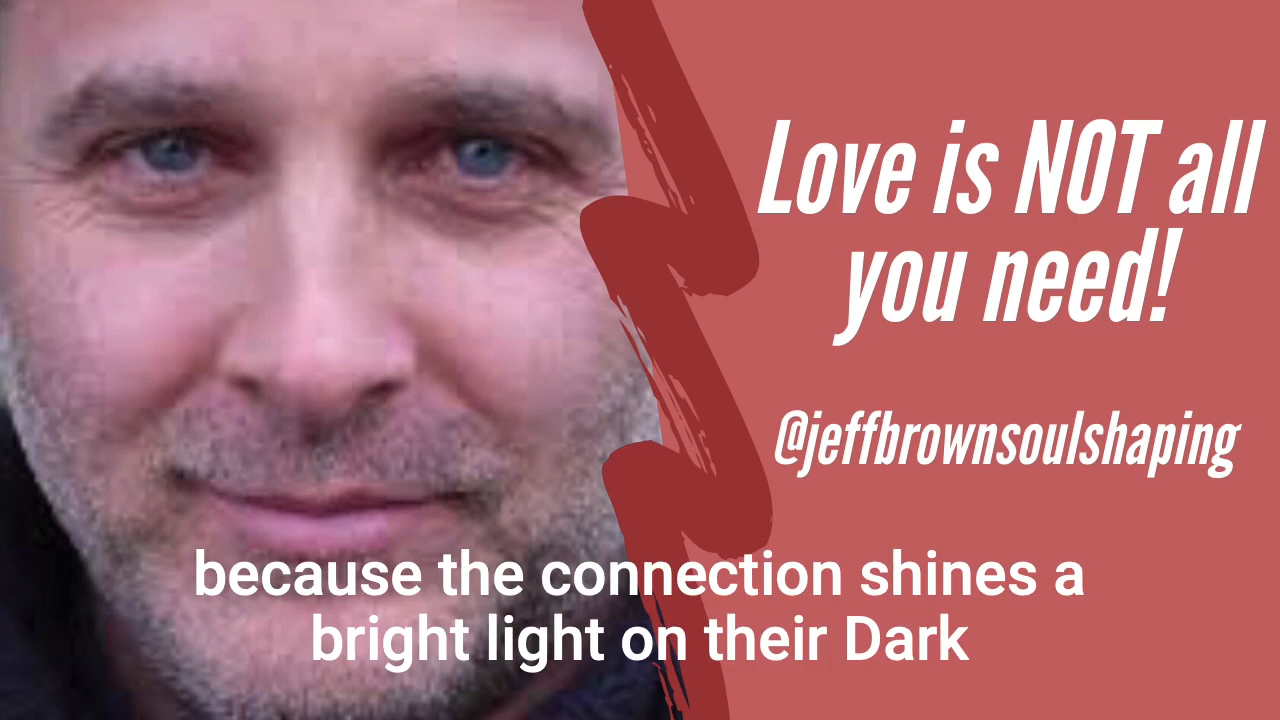 Love is NOT all
you need!
@jeffbrownsoulshaping
because the connection shines a
bright light on their Dark